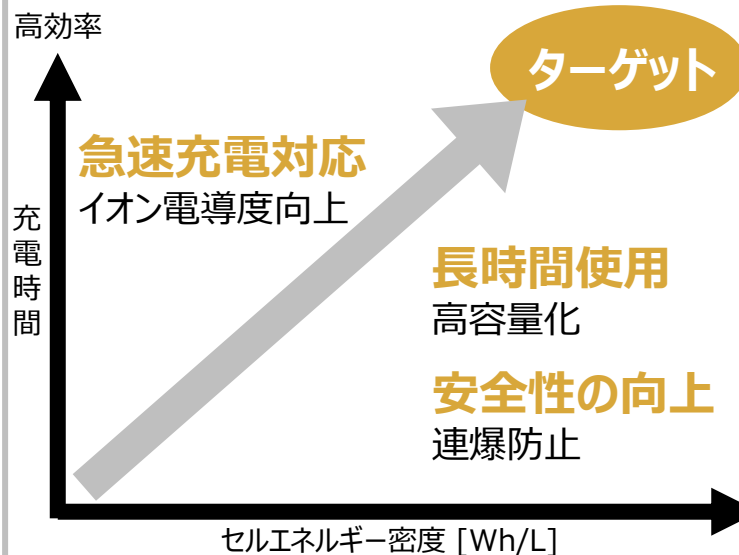 高効率
ターゲット
急速充電対応
イオン電導度向上
充電時間
長時間使用
高容量化
安全性の向上
連爆防止
セルエネルギー密度 [Wh/L]